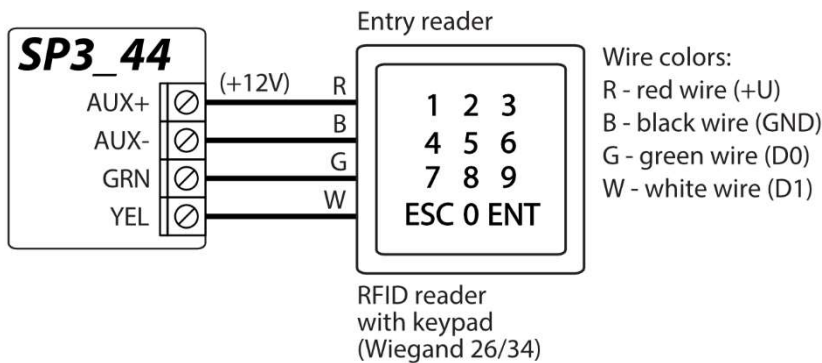 Entry reader
SP3_44
AUX+ (+12V) R
AUX- B
GRN G
YEL W
1 2 3
4 5 6
7 8 9
ESC 0 ENT
RFID reader
with keypad
(Wiegand 26/34)
Wire colors:
R - red wire (+U)
B - black wire (GND)
G - green wire (D0)
W - white wire (D1)